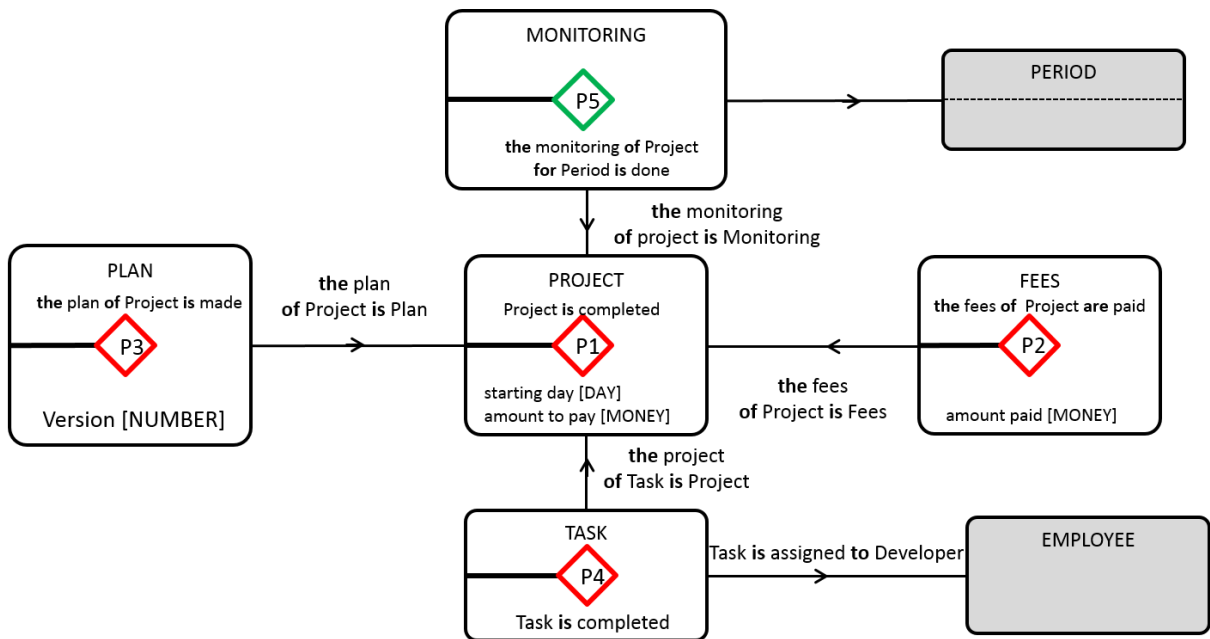 MONITORING
P5
the monitoring of Project
for Period is done
PERIOD
the monitoring
of project is Monitoring
PLAN
the plan of Project is made
P3
Version [NUMBER]
the plan
of Project is Plan
PROJECT
Project is completed
P1
starting day [DAY]
amount to pay [MONEY]
FEES
the fees of Project are paid
P2
amount paid [MONEY]
the fees
of Project is Fees
the project
of Task is Project
TASK
P4
Task is completed
Task is assigned to Developer
EMPLOYEE